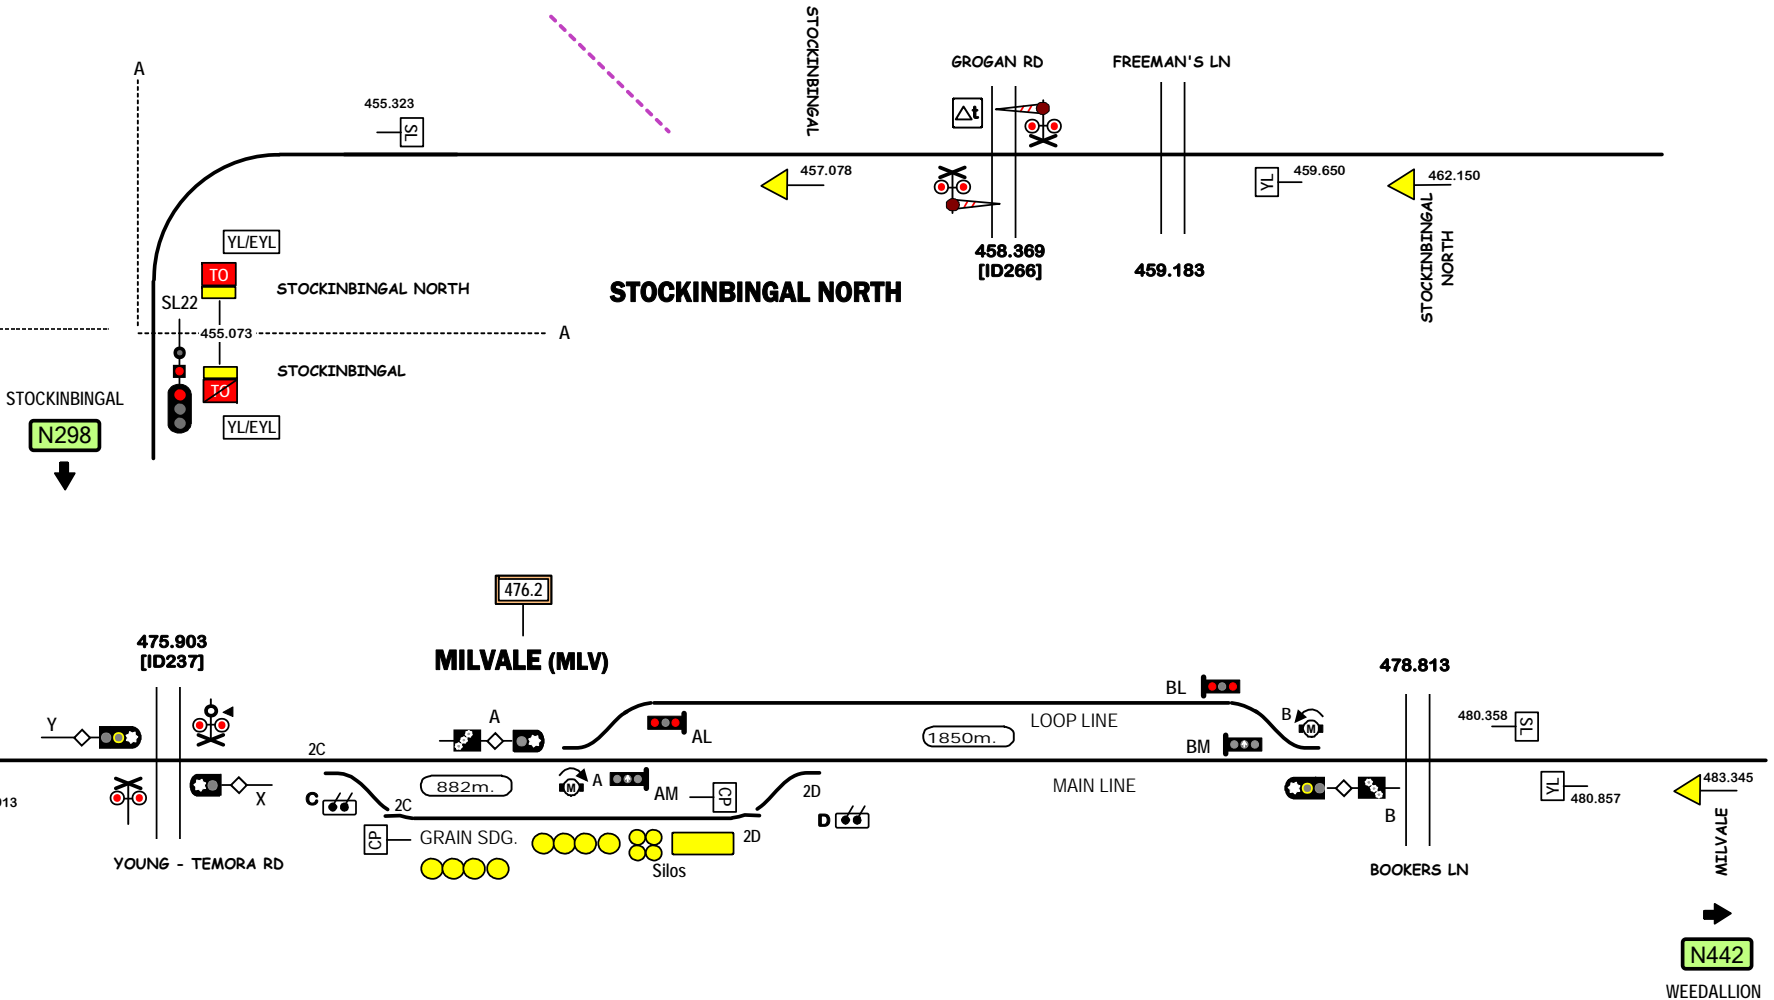 STOCKINBINGAL
GROGAN RD
FREEMAN'S LN
A
455.323
SL
Δt
457.078
YL
459.650
462.150
STOCKINBINGAL
NORTH
458.369
[ID266]
459.183
YL/EYL
TO
STOCKINBINGAL NORTH
STOCKINBINGAL NORTH
SL22
455.073
A
STOCKINBINGAL
TO
YL/EYL
STOCKINBINGAL
N298
476.2
475.903
[ID237]
MILVALE (MLV)
478.813
BL
Y
A
AL
LOOP LINE
B
M
480.358
SL
1850m.
BM
2C
913
X
C
882m.
2C
M
A
AM
CP
2D
MAIN LINE
B
YL
480.857
483.345
MILVALE
CP
GRAIN SDG.
2D
D
Silos
YOUNG - TEMORA RD
BOOKERS LN
N442
WEEDALLION